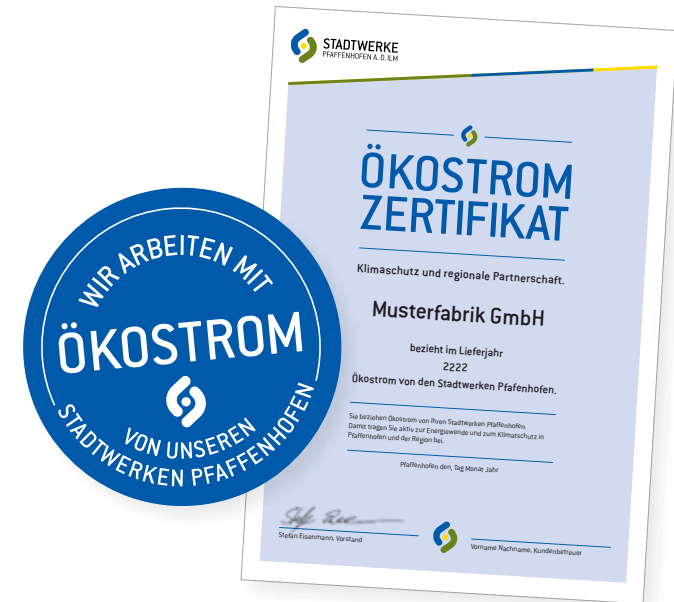 STADTWERKE
PFAFFENHOFEN A. D. ILM
ÖKOSTROM
ZERTIFIKAT
Klimaschutz und regionale Partnerschaft.
Musterfabrik GmbH
bezieht im Lieferjahr
2222
Ökostrom von den Stadtwerken Pfafenhofen.
Sie beziehen Ökostrom von Ihren Stadtwerken Pfaffenhofen.
Damit tragen Sie aktiv zur Energiewende und zum Klimaschutz in
Pfaffenhofen und der Region bei.
Pfaffenhofen den, Tag Monat Jahr
Stefan Eisenmann, Vorstand
Vorname Nachname, Kundenbetreuer
WIR ARBEITEN MIT
ÖKOSTROM
VON UNSEREN
STADTWERKEN PFAFFENHOFEN